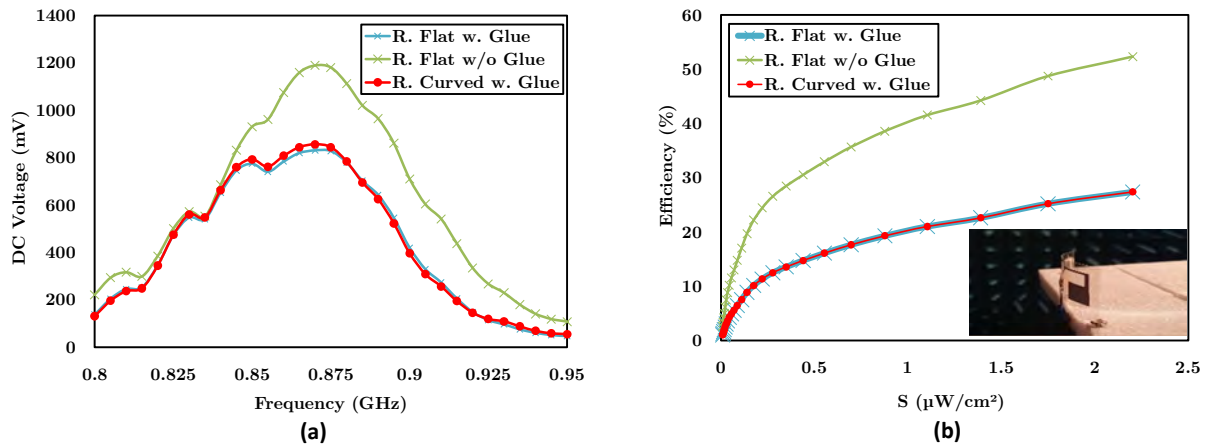 1400
1200
1000
800
600
400
200
0
DC Voltage (mV)
R. Flat w. Glue
R. Flat w/o Glue
R. Curved w. Glue
0.8 0.825 0.85 0.875 0.9 0.925 0.95
Frequency (GHz)
(a)
60
50
40
30
20
10
0
Efficiency (%)
R. Flat w. Glue
R. Flat w/o Glue
R. Curved w. Glue
0 0.5 1 1.5 2 2.5
S (µW/cm²)
(b)